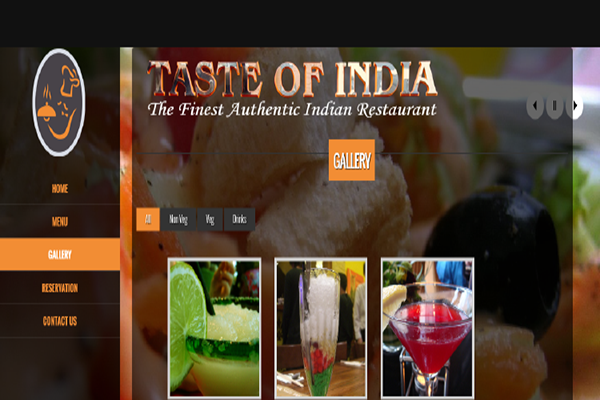 TASTE OF INDIA
The Finest Authentic Indian Restaurant
GALLERY
HOME
MENU
GALLERY
RESERVATION
CONTACT US
All Non Veg Veg Drinks